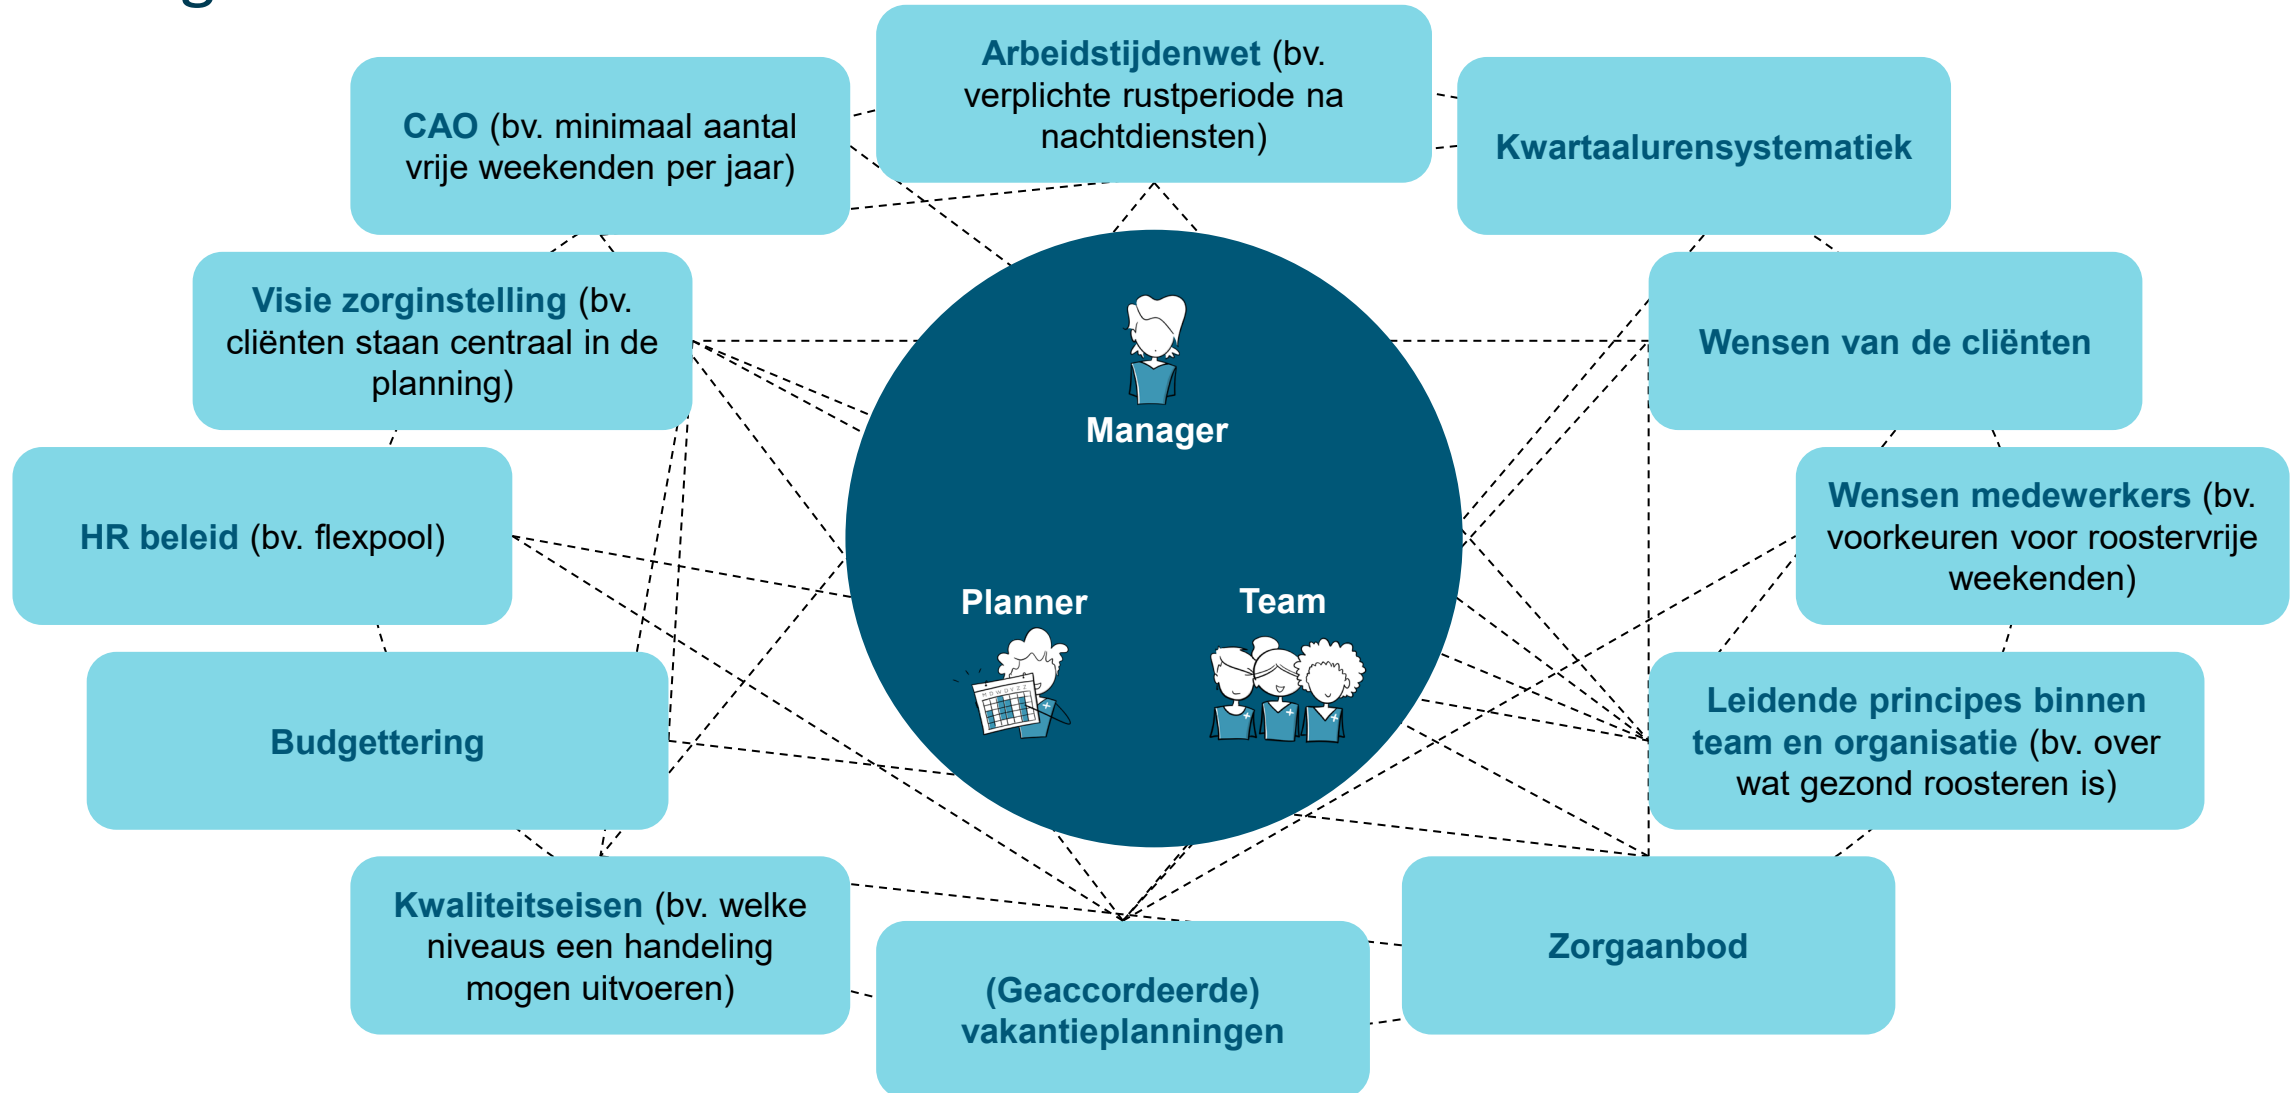 Arbeidstijdenwet (bv.
verplichte rustperiode na
nachtdiensten)
CAO (bv. minimaal aantal
vrije weekenden per jaar)
Kwartaalurensystematiek
Visie zorginstelling (bv.
cliënten staan centraal in de
planning)
Wensen van de cliënten
Manager
HR beleid (bv. flexpool)
Wensen medewerkers (bv.
voorkeuren voor roostervrije
weekenden)
Planner
Team
M D W D V Z Z
Budgettering
Leidende principes binnen
team en organisatie (bv. over
wat gezond roosteren is)
Kwaliteitseisen (bv. welke
niveaus een handeling
mogen uitvoeren)
(Geaccordeerde)
vakantieplanningen
Zorgaanbod